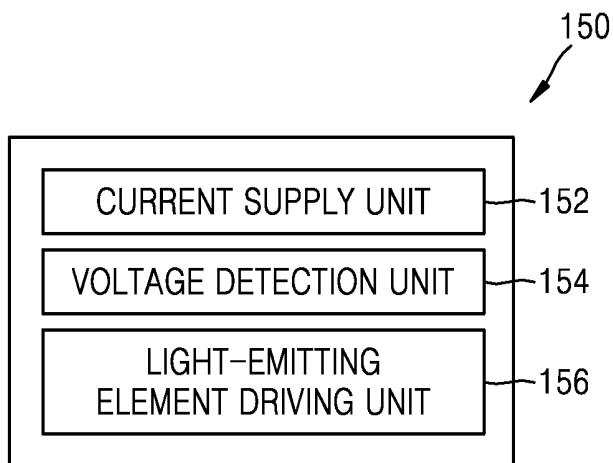 150
CURRENT SUPPLY UNIT
152
VOLTAGE DETECTION UNIT
154
LIGHT-EMITTING
ELEMENT DRIVING UNIT
156